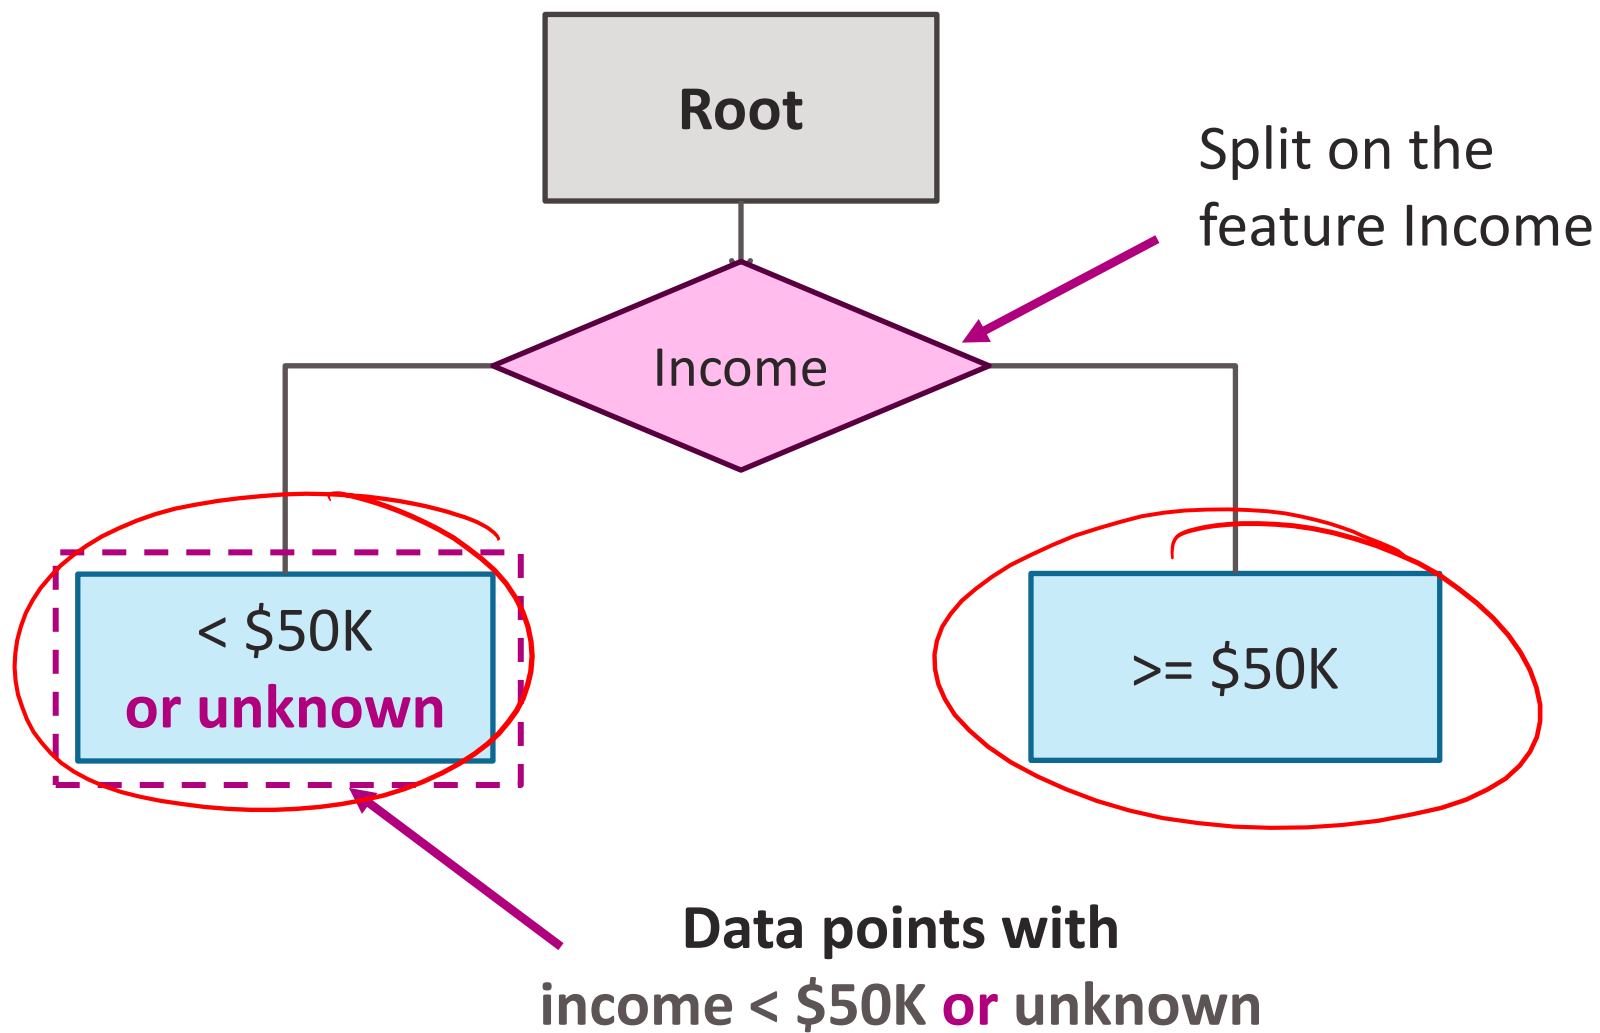 Root
Split on the
feature Income
Income
< $50K
or unknown
>= $50K
Data points with
income < $50K or unknown